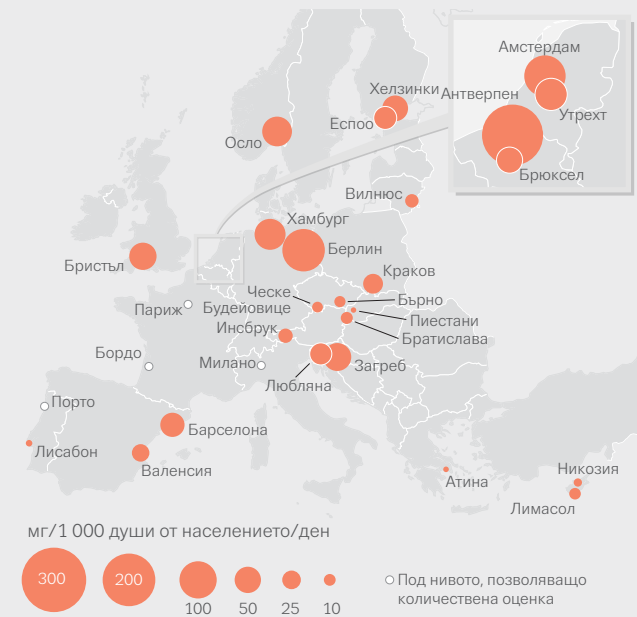 Амстердам
Хелзинки
Антверпен
Еспоо
Утрехт
Осло
Брюксел
Вилнюс
Хамбург
Берлин
Бристъл
Краков
Ческе
Будейовице
Бърно
Париж
Пиестани
Инсбрук
Братислава
Бордо
Милано
Загреб
Любляна
Порто
Барселона
Лисабон
Валенсия
Никозия
Атина
Лимасол
мг/1 000 души от населението/ден
300
200
100
50
25
10
Под нивото, позволяващо
количествена оценка